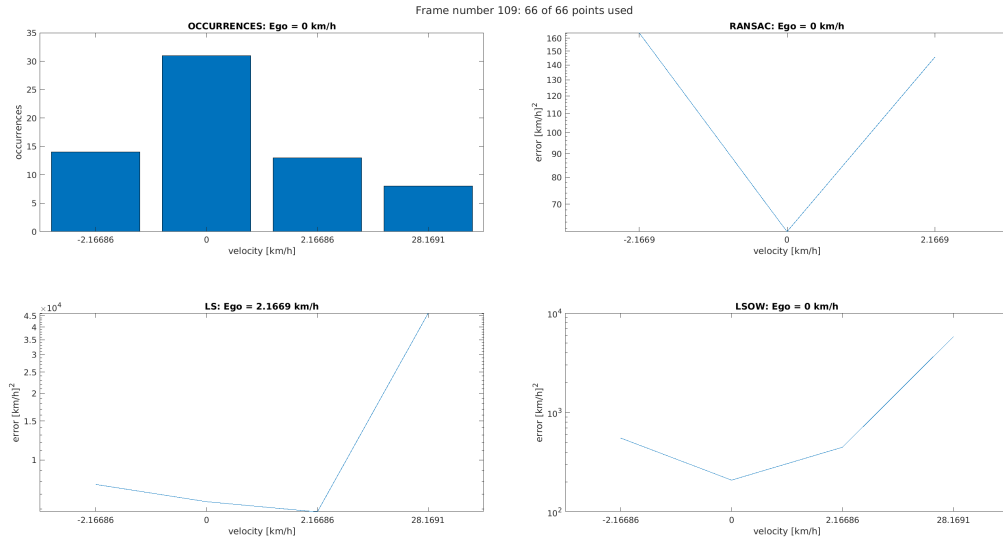 Frame number 109: 66 of 66 points used
OCCURRENCES: Ego = 0 km/h
35
30
25
20
15
10
5
0
occurrences
-2.16686 0 2.16686 28.1691
velocity [km/h]
RANSAC: Ego = 0 km/h
160
150
140
130
120
110
100
90
80
70
error [km/h]²
-2.1669 0 2.1669
velocity [km/h]
LS: Ego = 2.1669 km/h
×10⁴
4.5
4
3.5
3
2.5
2
1.5
1
error [km/h]²
-2.16686 0 2.16686 28.1691
velocity [km/h]
LSOW: Ego = 0 km/h
10⁴
10³
10²
error [km/h]²
-2.16686 0 2.16686 28.1691
velocity [km/h]